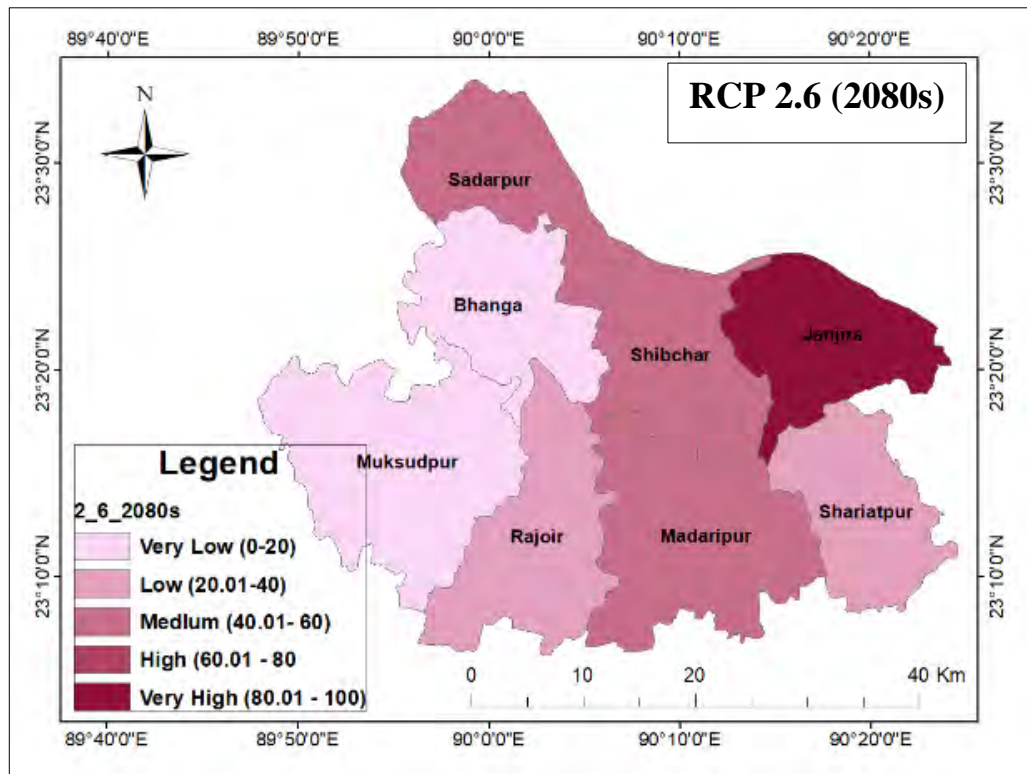 89°40'0"E 89°50'0"E 90°0'0"E 90°10'0"E 90°20'0"E
RCP 2.6 (2080s)
N
23°30'0"N
23°30'0"N
Sadarpur
Bhanga
Janjira
Shibchar
23°20'0"N
23°20'0"N
Muksudpur
Shariatpur
Rajoir
Madaripur
23°10'0"N
23°10'0"N
Legend
2_6_2080s
Very Low (0-20)
Low (20.01-40)
Medium (40.01- 60)
High (60.01 - 80
Very High (80.01 - 100)
0 10 20 40 Km
89°40'0"E 89°50'0"E 90°0'0"E 90°10'0"E 90°20'0"E